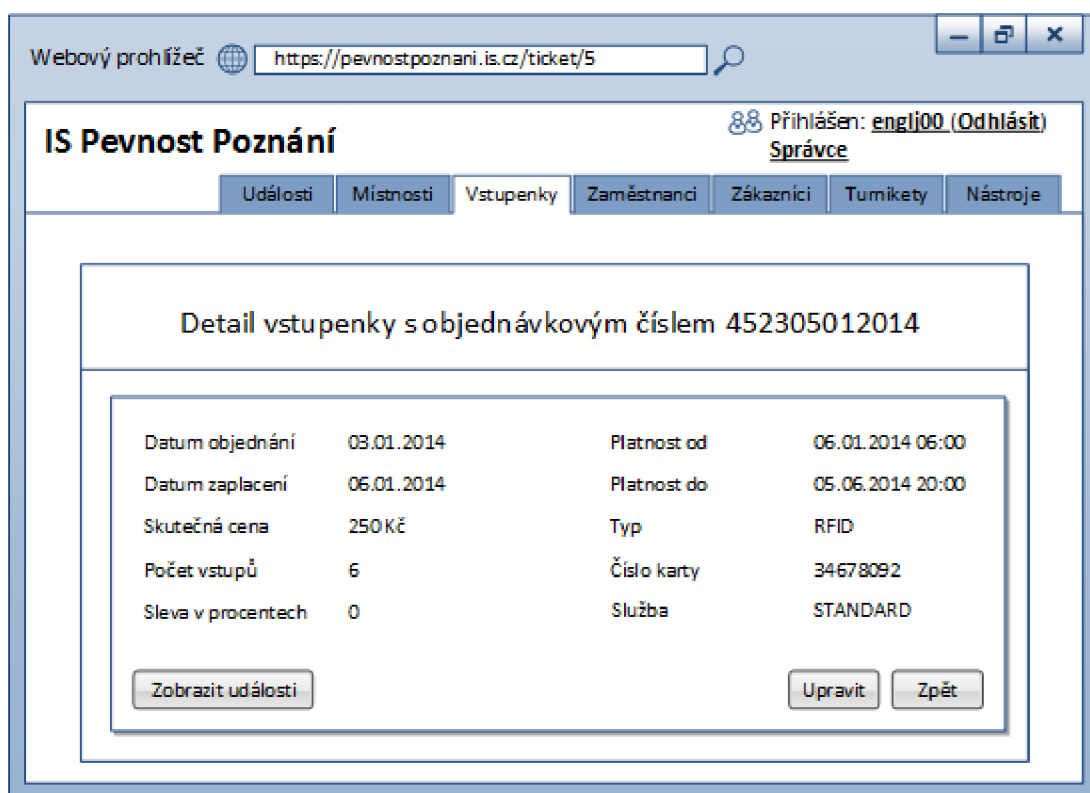 Webový prohlížeč https://pevnostpoznani.is.cz/ticket/5
IS Pevnost Poznání
Přihlášen: englj00 (Odhlásit)
Správce
Události Místnosti Vstupenky Zaměstnanci Zákazníci Turnikety Nástroje
Detail vstupenky s objednávkovým číslem 452305012014
Datum objednání 03.01.2014 Platnost od 06.01.2014 06:00
Datum zaplacení 06.01.2014 Platnost do 05.06.2014 20:00
Skutečná cena 250 Kč Typ RFID
Počet vstupů 6 Číslo karty 34678092
Sleva v procentech 0 Služba STANDARD
Zobrazit události Upravit Zpět